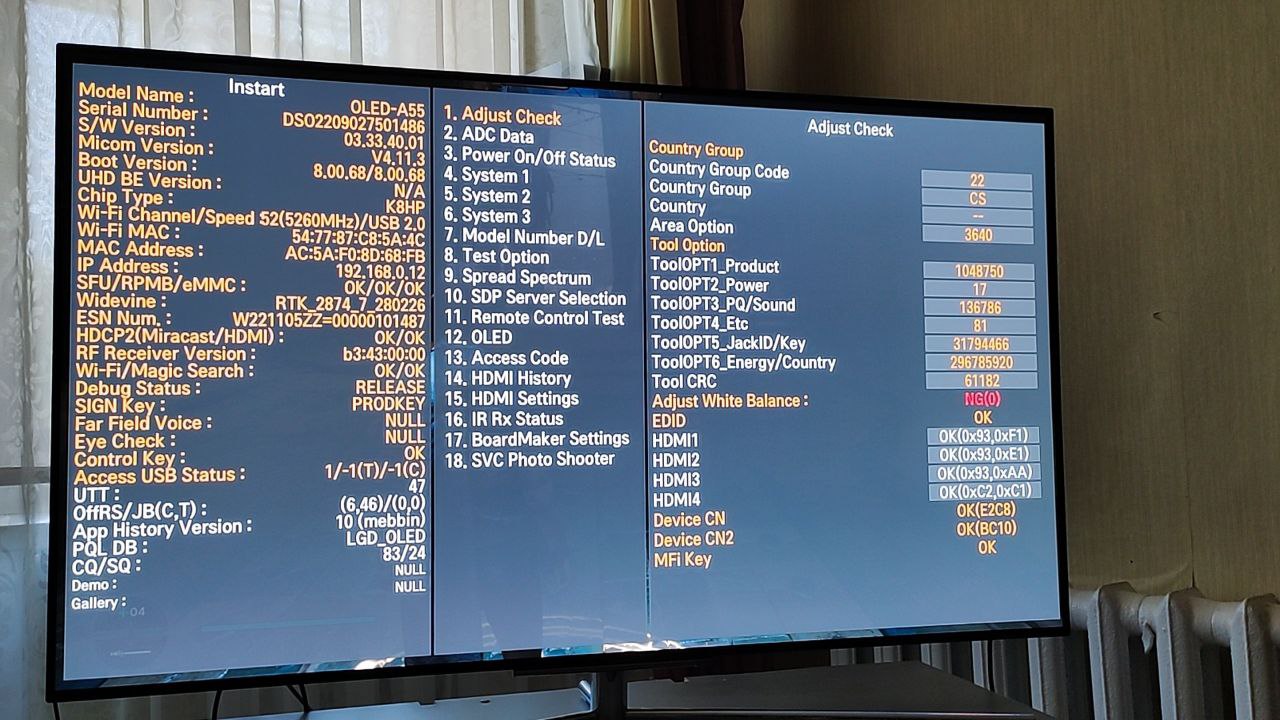 Instart
Model Name : OLED-A55
Serial Number : DSO2209027501486
S/W Version : 03.33.40.01
Micom Version : V4.11.3
Boot Version : 8.00.68/8.00.68
UHD BE Version : N/A
Chip Type : K8HP
Wi-Fi Channel/Speed 52(5260MHz)/USB 2.0
Wi-Fi MAC : 54:77:87:C8:5A:4C
MAC Address : AC:5A:F0:8D:68:FB
IP Address : 192.168.0.12
SFU/RPMB/eMMC : OK/OK/OK
Widevine : RTK_2874_7_280226
ESN Num. : W221105ZZ=00000101487
HDCP2(Miracast/HDMI) : OK/OK
RF Receiver Version : b3:43:00:00
Wi-Fi/Magic Search : OK/OK
Debug Status : RELEASE
SIGN Key : PRODKEY
Far Field Voice : NULL
Eye Check : NULL
Control Key : OK
Access USB Status : 1/-1(T)/-1(C)
UTT : 47
OffRS/JB(C,T) : (6,46)/(0,0)
App History Version : 10 (mebbin)
PQL DB : LGD_OLED
CQ/SQ : 83/24
Demo : NULL
Gallery : NULL
1. Adjust Check
2. ADC Data
3. Power On/Off Status
4. System 1
5. System 2
6. System 3
7. Model Number D/L
8. Test Option
9. Spread Spectrum
10. SDP Server Selection
11. Remote Control Test
12. OLED
13. Access Code
14. HDMI History
15. HDMI Settings
16. IR Rx Status
17. BoardMaker Settings
18. SVC Photo Shooter
Adjust Check
Country Group
Country Group Code 22
Country Group CS
Country --
Area Option 3640
Tool Option
ToolOPT1_Product 1048750
ToolOPT2_Power 17
ToolOPT3_PQ/Sound 136786
ToolOPT4_Etc 81
ToolOPT5_JackID/Key 31794466
ToolOPT6_Energy/Country 296785920
Tool CRC 61182
Adjust White Balance : NG(0)
EDID OK
HDMI1 OK(0x93,0xF1)
HDMI2 OK(0x93,0xE1)
HDMI3 OK(0x93,0xAA)
HDMI4 OK(0xC2,0xC1)
Device CN OK(E2C8)
Device CN2 OK(BC10)
MFi Key OK